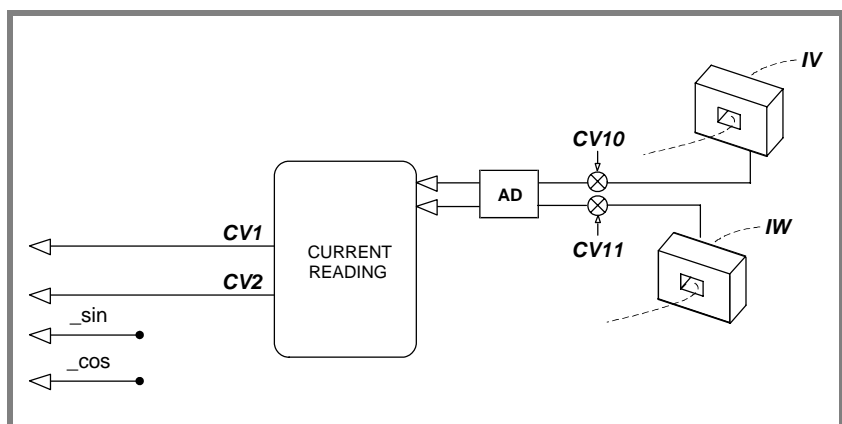 IV
CV10
AD
CV1
CURRENT
READING
CV11
IW
CV2
_sin
_cos